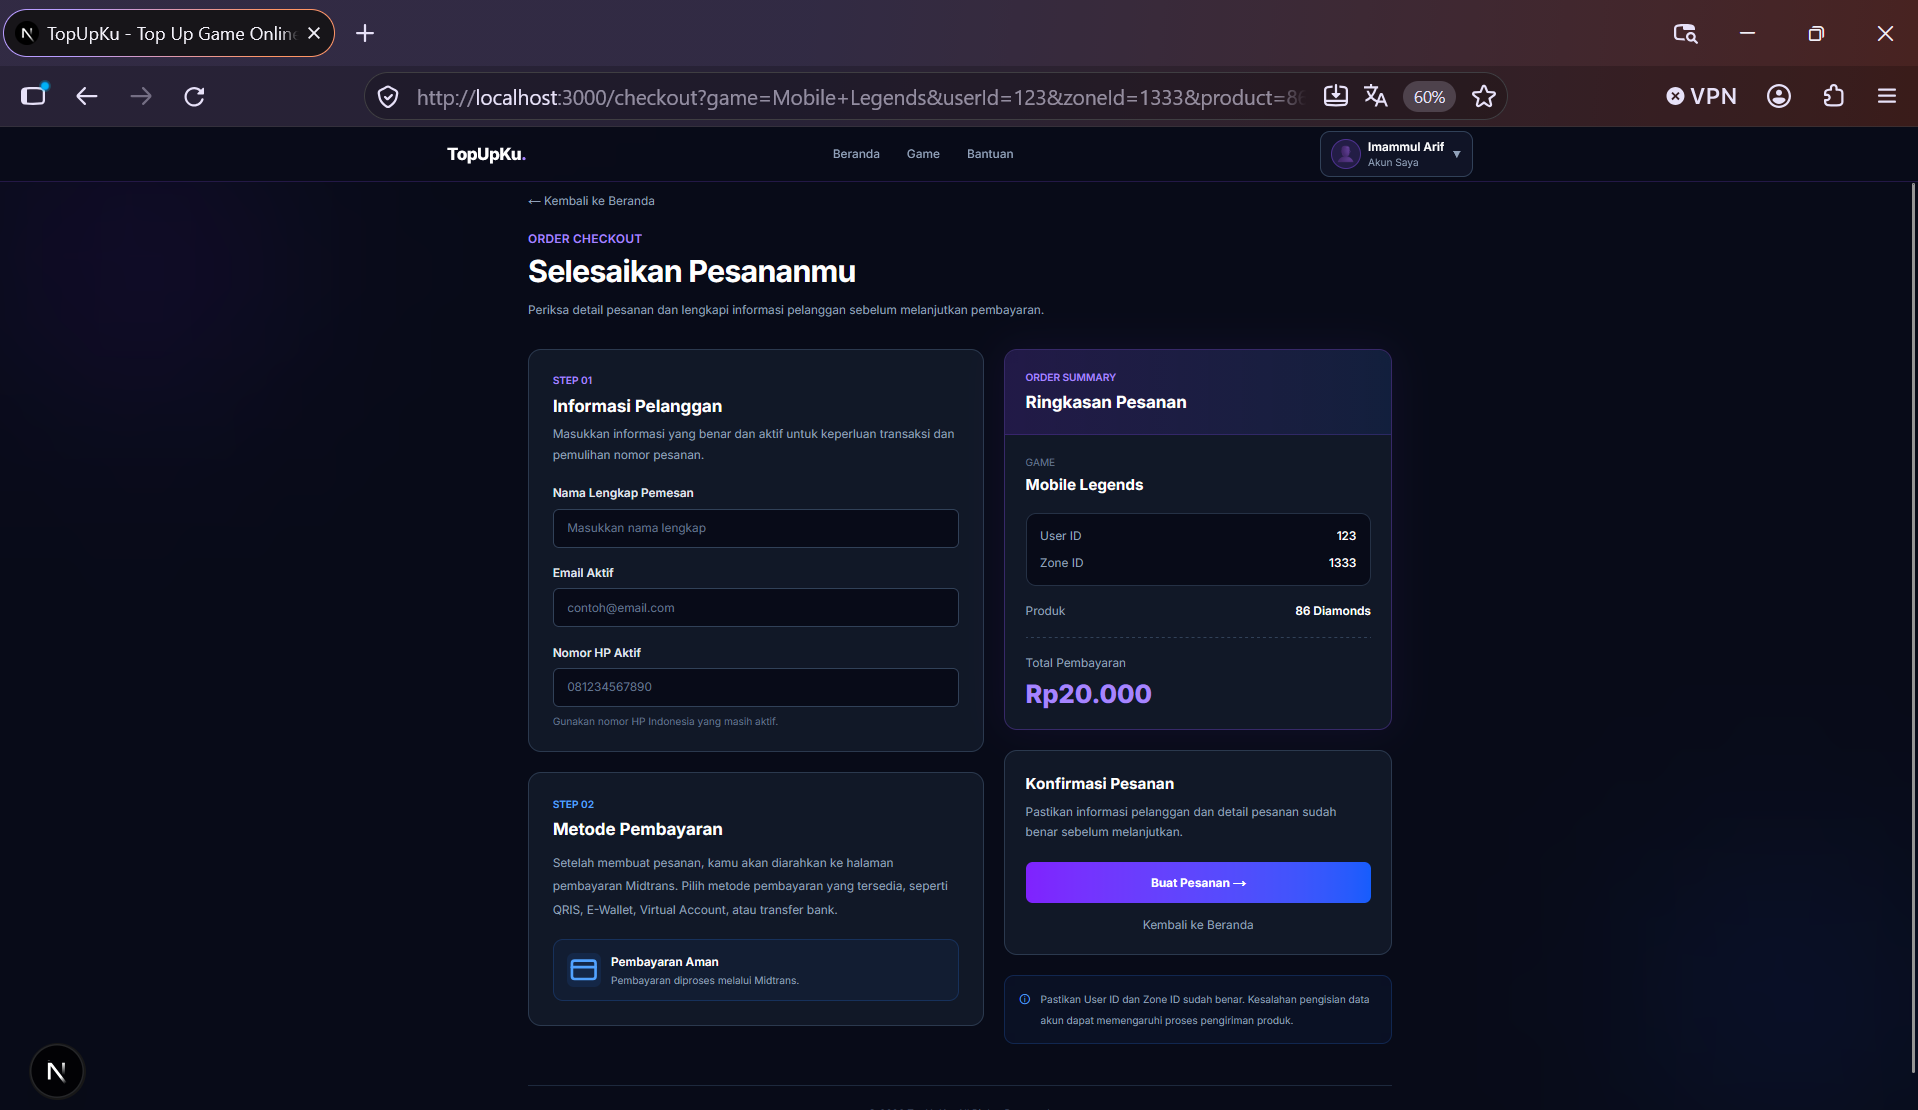 TopUpKu - Top Up Game Online
http://localhost:3000/checkout?game=Mobile+Legends&userId=123&zoneId=1333&product=86
60%
VPN
TopUpKu.
Beranda
Game
Bantuan
Imammul Arif
Akun Saya
← Kembali ke Beranda
ORDER CHECKOUT
Selesaikan Pesananmu
Periksa detail pesanan dan lengkapi informasi pelanggan sebelum melanjutkan pembayaran.
STEP 01
Informasi Pelanggan
Masukkan informasi yang benar dan aktif untuk keperluan transaksi dan
pemulihan nomor pesanan.
Nama Lengkap Pemesan
Masukkan nama lengkap
Email Aktif
contoh@email.com
Nomor HP Aktif
081234567890
Gunakan nomor HP Indonesia yang masih aktif.
STEP 02
Metode Pembayaran
Setelah membuat pesanan, kamu akan diarahkan ke halaman
pembayaran Midtrans. Pilih metode pembayaran yang tersedia, seperti
QRIS, E-Wallet, Virtual Account, atau transfer bank.
Pembayaran Aman
Pembayaran diproses melalui Midtrans.
ORDER SUMMARY
Ringkasan Pesanan
GAME
Mobile Legends
User ID 123
Zone ID 1333
Produk 86 Diamonds
Total Pembayaran
Rp20.000
Konfirmasi Pesanan
Pastikan informasi pelanggan dan detail pesanan sudah
benar sebelum melanjutkan.
Buat Pesanan →
Kembali ke Beranda
Pastikan User ID dan Zone ID sudah benar. Kesalahan pengisian data
akun dapat memengaruhi proses pengiriman produk.
N